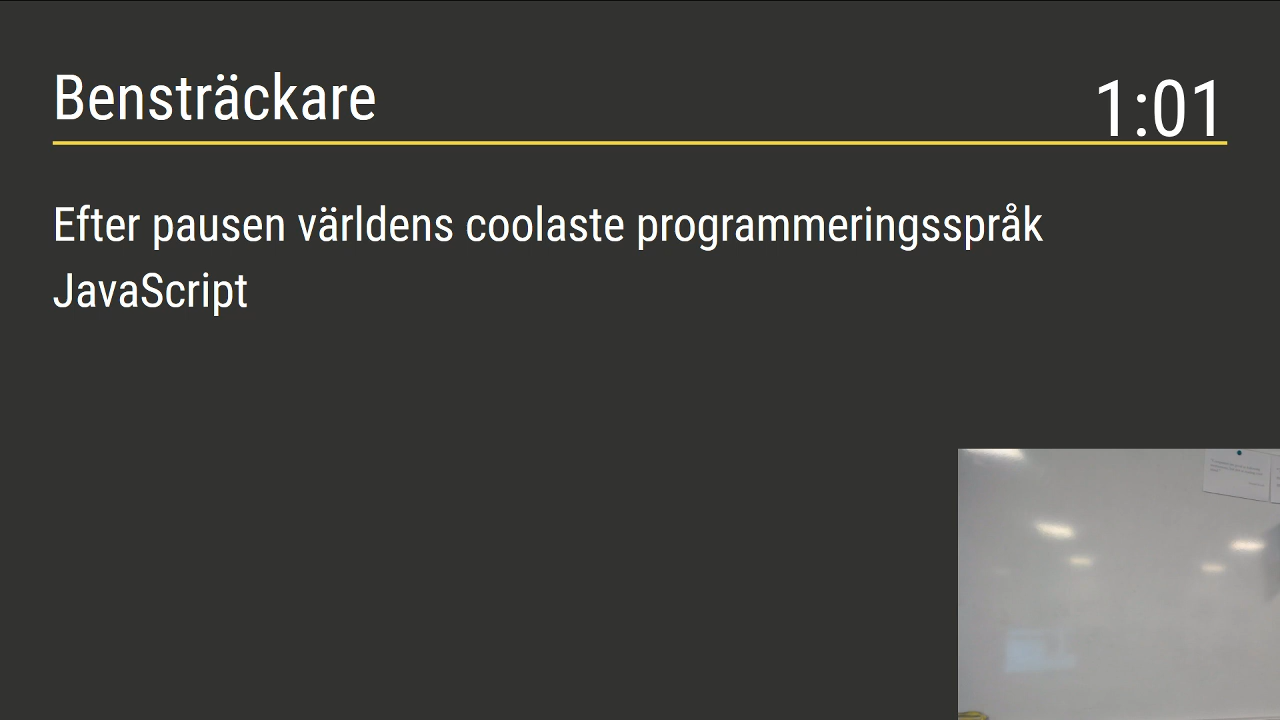 Bensträckare
1:01
Efter pausen världens coolaste programmeringsspråk
JavaScript